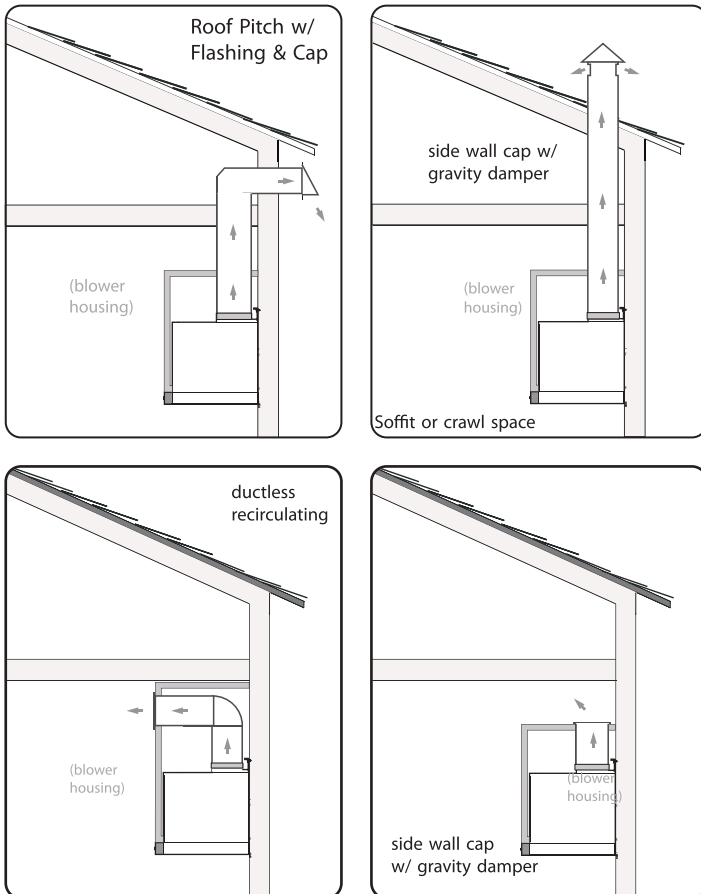 Roof Pitch w/
Flashing & Cap
(blower
housing)
side wall cap w/
gravity damper
(blower
housing)
Soffit or crawl space
ductless
recirculating
(blower
housing)
(blower
housing)
side wall cap
w/ gravity damper